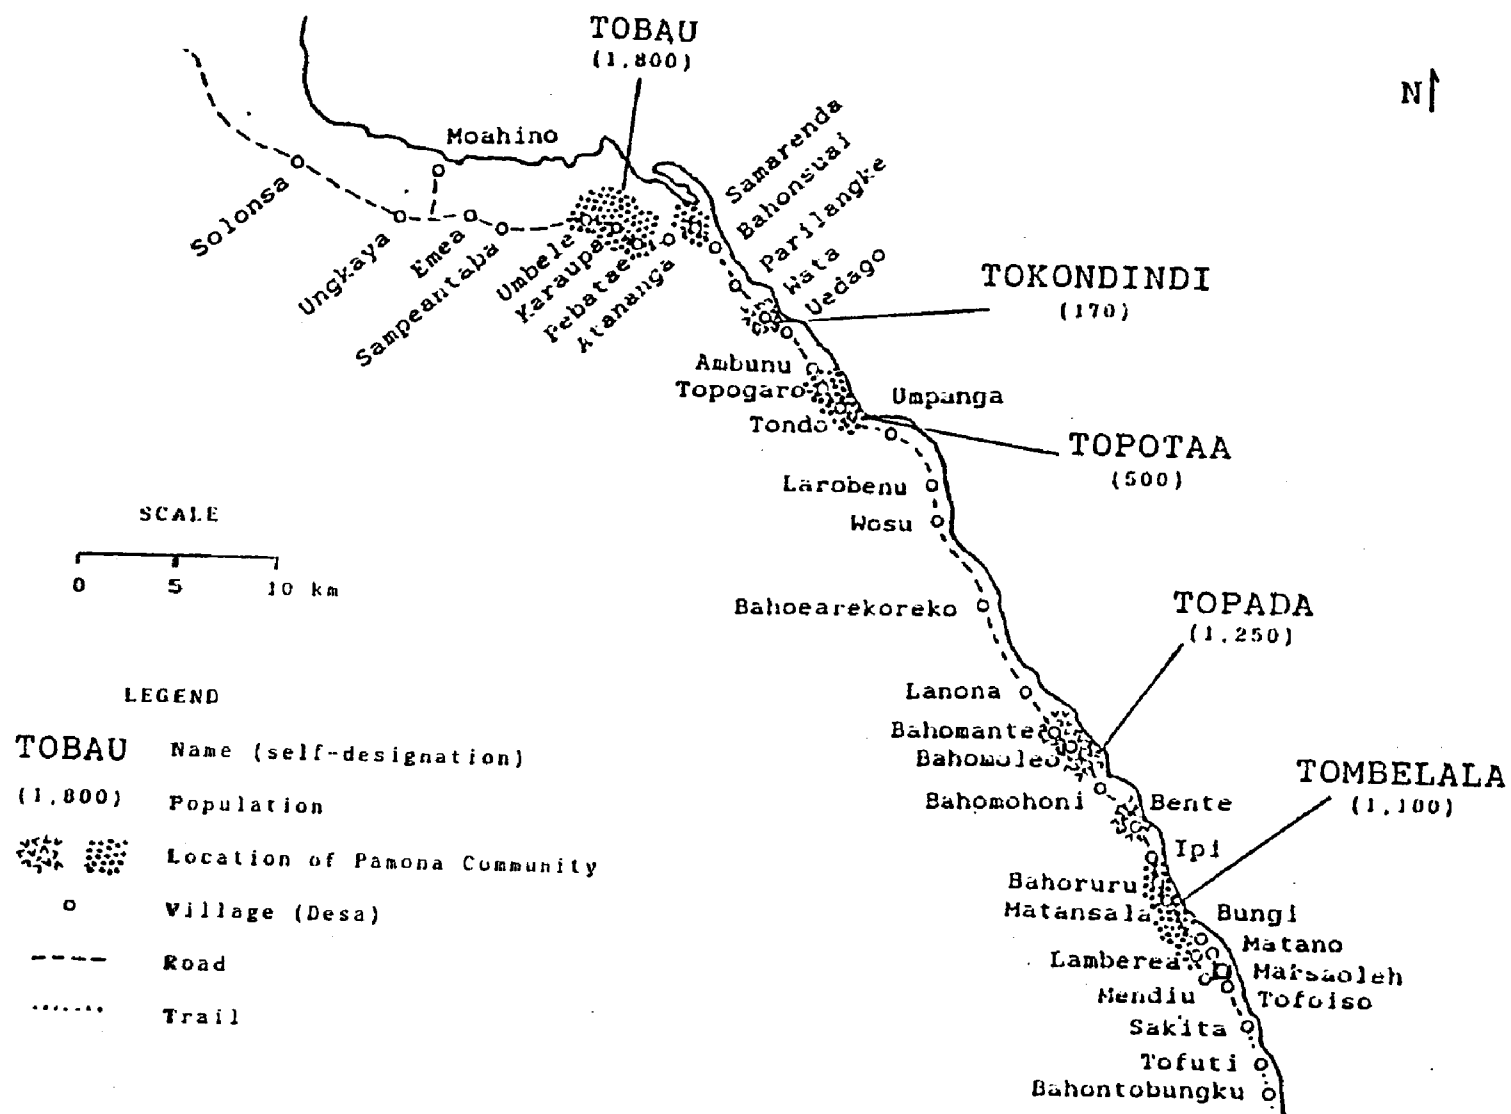 TOBAU
(1,800)
N
Moahino
Samarenda
Bahonsuai
Parilangke
Wata
Uedago
Solonsa
Ungkaya
Emea
Sampeantaba
Umbele
Karaupa
Pebatae
Atananga
TOKONDINDI
(170)
Ambunu
Topogaro
Tondo
Umpanga
TOPOTAA
(500)
Larobenu
Wosu
SCALE
0 5 10 km
Bahoearekoreko
TOPADA
(1,250)
LEGEND
Lanona
Bahomante
Bahomoleo
TOBAU Name (self-designation)
TOMBELALA
(1,100)
Bahomohoni
Bente
(1,800) Population
Ipi
Location of Pamona Community
Bahoruru
Matansala
Bungi
Village (Desa)
Matano
Lamberea
Marsaoleh
Road
Mendiu
Tofoiso
Trail
Sakita
Tofuti
Bahontobungku